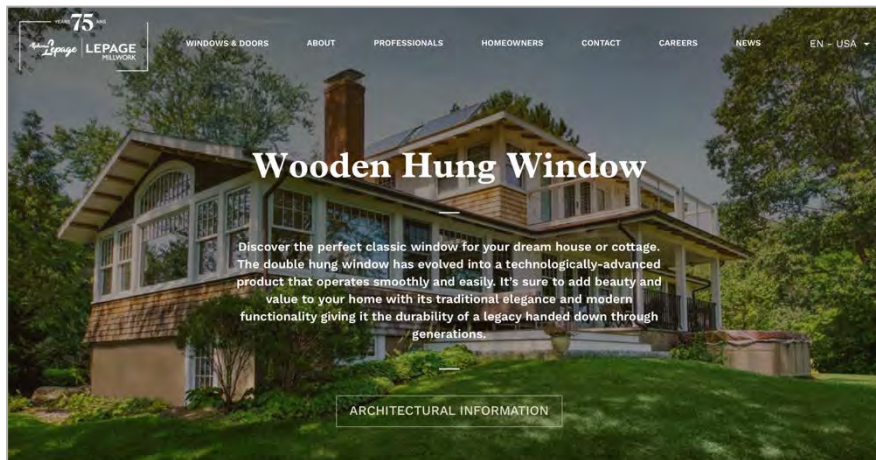 YEARS 75 ANS
Lepage LEPAGE
MILLWORK
WINDOWS & DOORS ABOUT PROFESSIONALS HOMEOWNERS CONTACT CAREERS NEWS EN - USA
Wooden Hung Window
Discover the perfect classic window for your dream house or cottage.
The double hung window has evolved into a technologically-advanced
product that operates smoothly and easily. It's sure to add beauty and
value to your home with its traditional elegance and modern
functionality giving it the durability of a legacy handed down through
generations.
ARCHITECTURAL INFORMATION